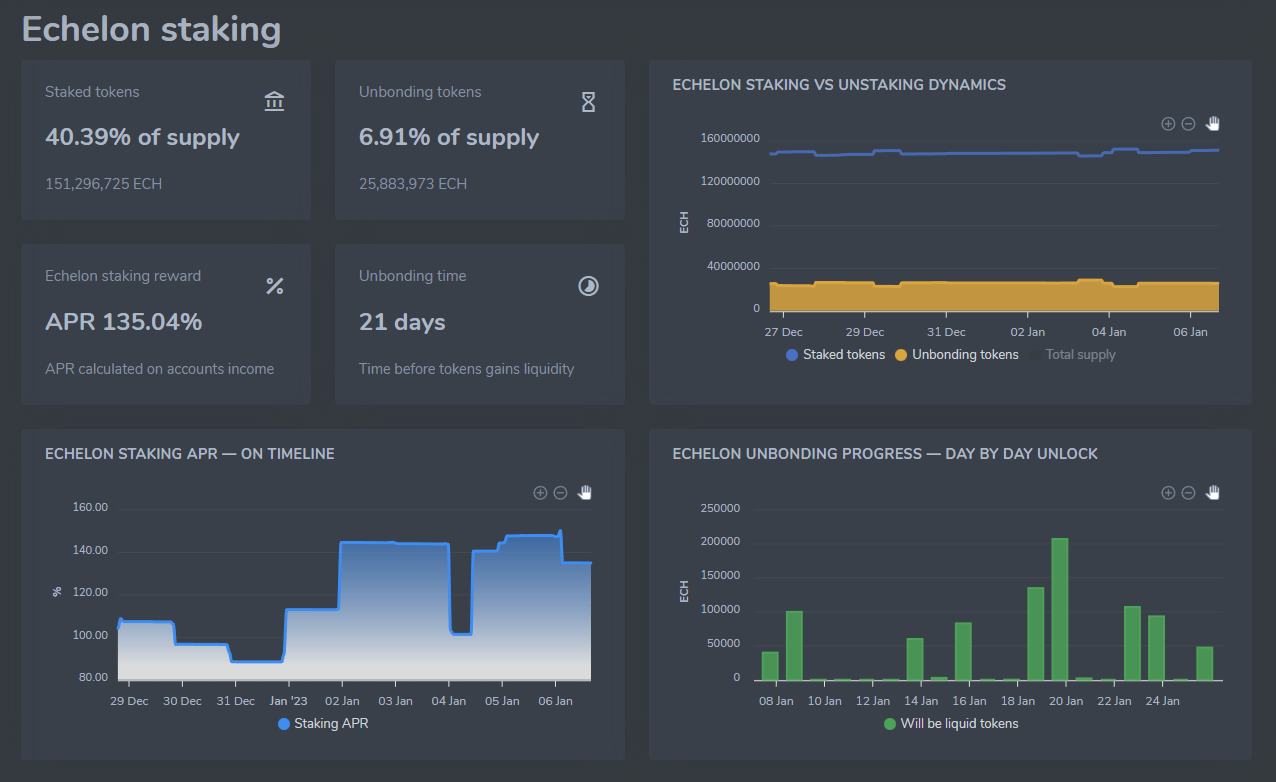 Echelon staking
Staked tokens
40.39% of supply
151,296,725 ECH
Unbonding tokens
6.91% of supply
25,883,973 ECH
Echelon staking reward
APR 135.04%
APR calculated on accounts income
Unbonding time
21 days
Time before tokens gains liquidity
ECHELON STAKING VS UNSTAKING DYNAMICS
160000000
120000000
80000000
40000000
0
ECH
27 Dec 29 Dec 31 Dec 02 Jan 04 Jan 06 Jan
Staked tokens Unbonding tokens Total supply
ECHELON STAKING APR — ON TIMELINE
160.00
140.00
120.00
100.00
80.00
%
29 Dec 30 Dec 31 Dec Jan '23 02 Jan 03 Jan 04 Jan 05 Jan 06 Jan
Staking APR
ECHELON UNBONDING PROGRESS — DAY BY DAY UNLOCK
250000
200000
150000
100000
50000
0
ECH
08 Jan 10 Jan 12 Jan 14 Jan 16 Jan 18 Jan 20 Jan 22 Jan 24 Jan
Will be liquid tokens